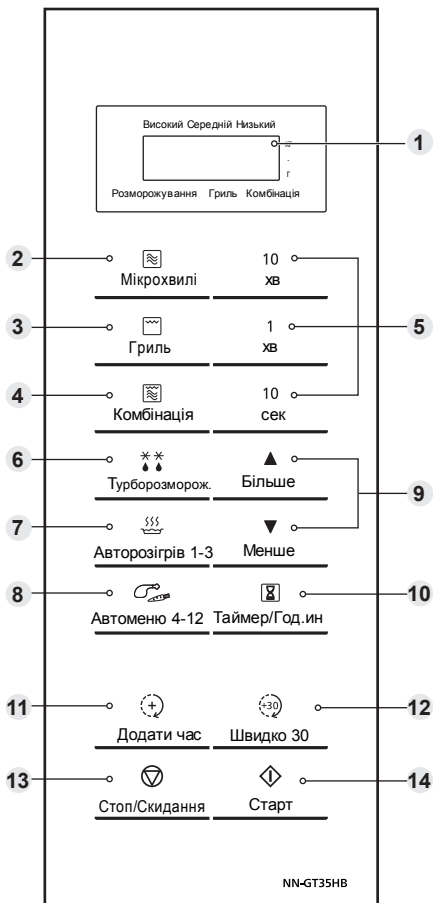 Високий Середній Низький
1
г
Розморожування Гриль Комбінація
2
Мікрохвилі
10
хв
3
Гриль
1
хв
5
4
Комбінація
10
сек
6
Турборозморож.
Більше
9
7
Авторозігрів 1-3
Менше
8
Автоменю 4-12
Таймер/Год.ин
10
11
Додати час
+30
Швидко 30
12
13
Стоп/Скидання
Старт
14
NN-GT35HB